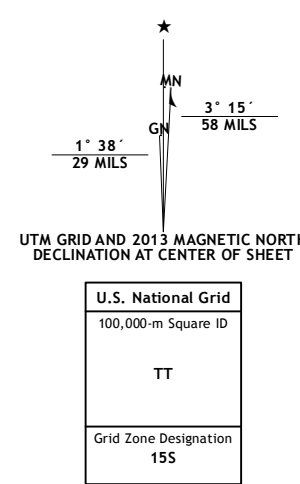 ★
MN
3° 15´
58 MILS
GN
1° 38´
29 MILS
UTM GRID AND 2013 MAGNETIC NORTH
DECLINATION AT CENTER OF SHEET
U.S. National Grid
100,000-m Square ID
TT
Grid Zone Designation
15S